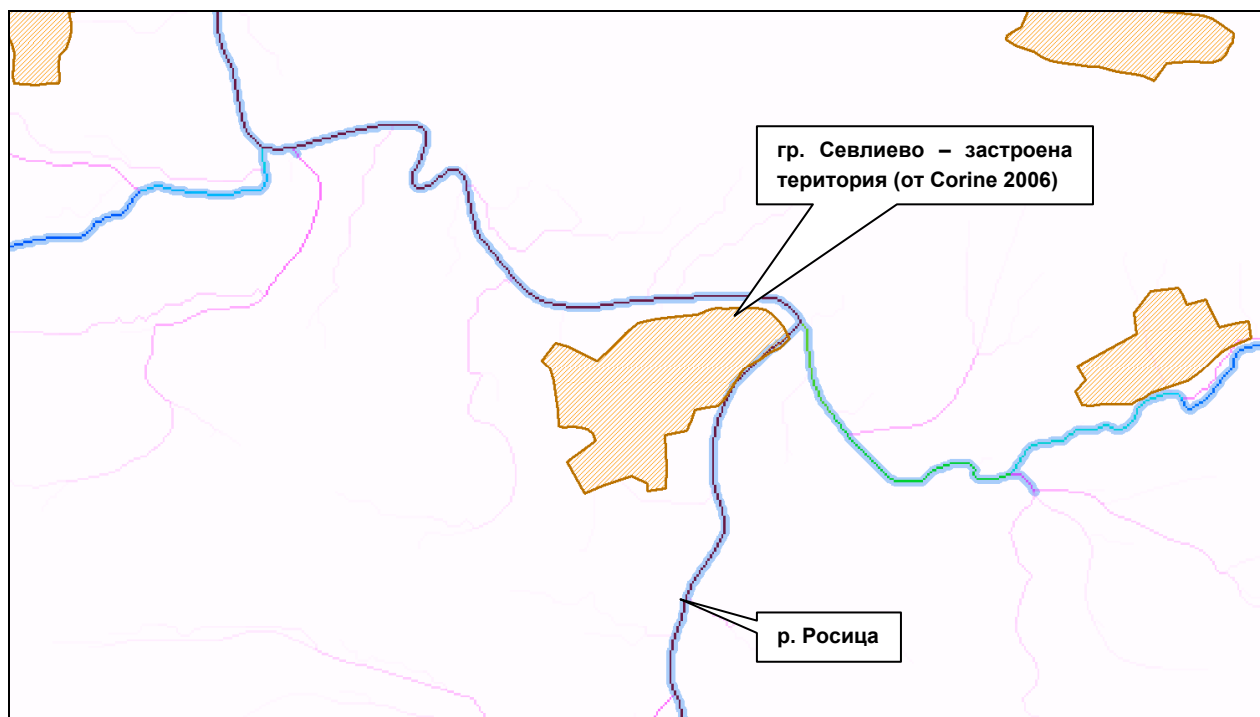 гр. Севлиево – застроена
територия (от Corine 2006)
р. Росица